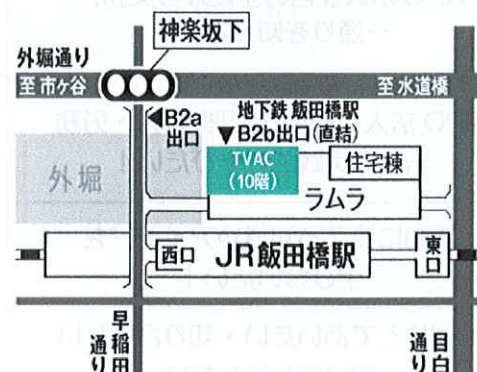 神楽坂下
外堀通り
至市ヶ谷
至水道橋
◀B2a
出口
地下鉄 飯田橋駅
▼B2b出口(直結)
TVAC
(10階)
住宅棟
ラムラ
外堀
西口
JR飯田橋駅
東口
早稲田
通り
目白
通り